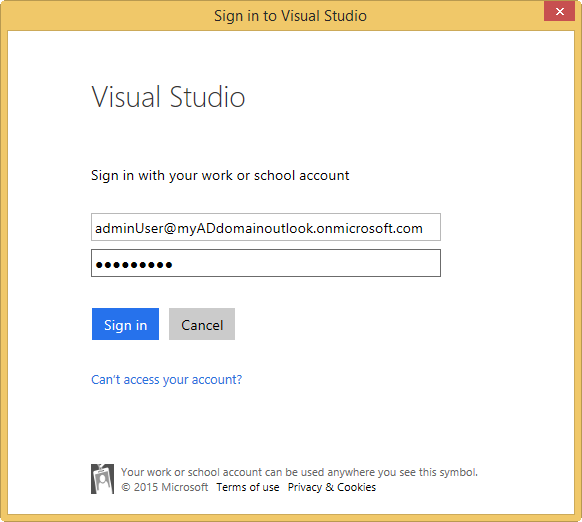 Sign in to Visual Studio
Visual Studio
Sign in with your work or school account
adminUser@myADdomainoutlook.onmicrosoft.com
●●●●●●●●●
Sign in Cancel
Can't access your account?
Your work or school account can be used anywhere you see this symbol.
© 2015 Microsoft Terms of use Privacy & Cookies